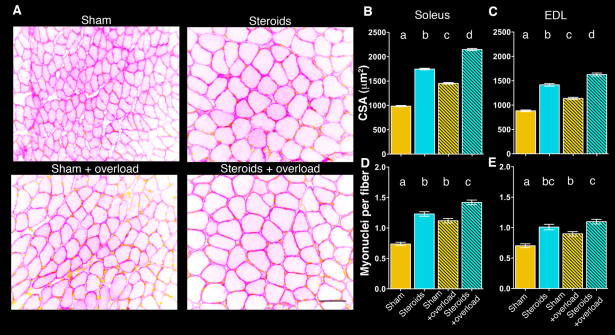 A
Sham
Steroids
Sham + overload
Steroids + overload
B
Soleus
CSA (μm²)
2500
2000
1500
1000
500
0
a b c d
C
EDL
2500
2000
1500
1000
500
0
a b c d
D
Myonuclei per fiber
2.0
1.5
1.0
0.5
0.0
a b b c
Sham
Steroids
Sham
+overload
Steroids
+overload
E
2.0
1.5
1.0
0.5
0.0
a bc b c
Sham
Steroids
Sham
+overload
Steroids
+overload